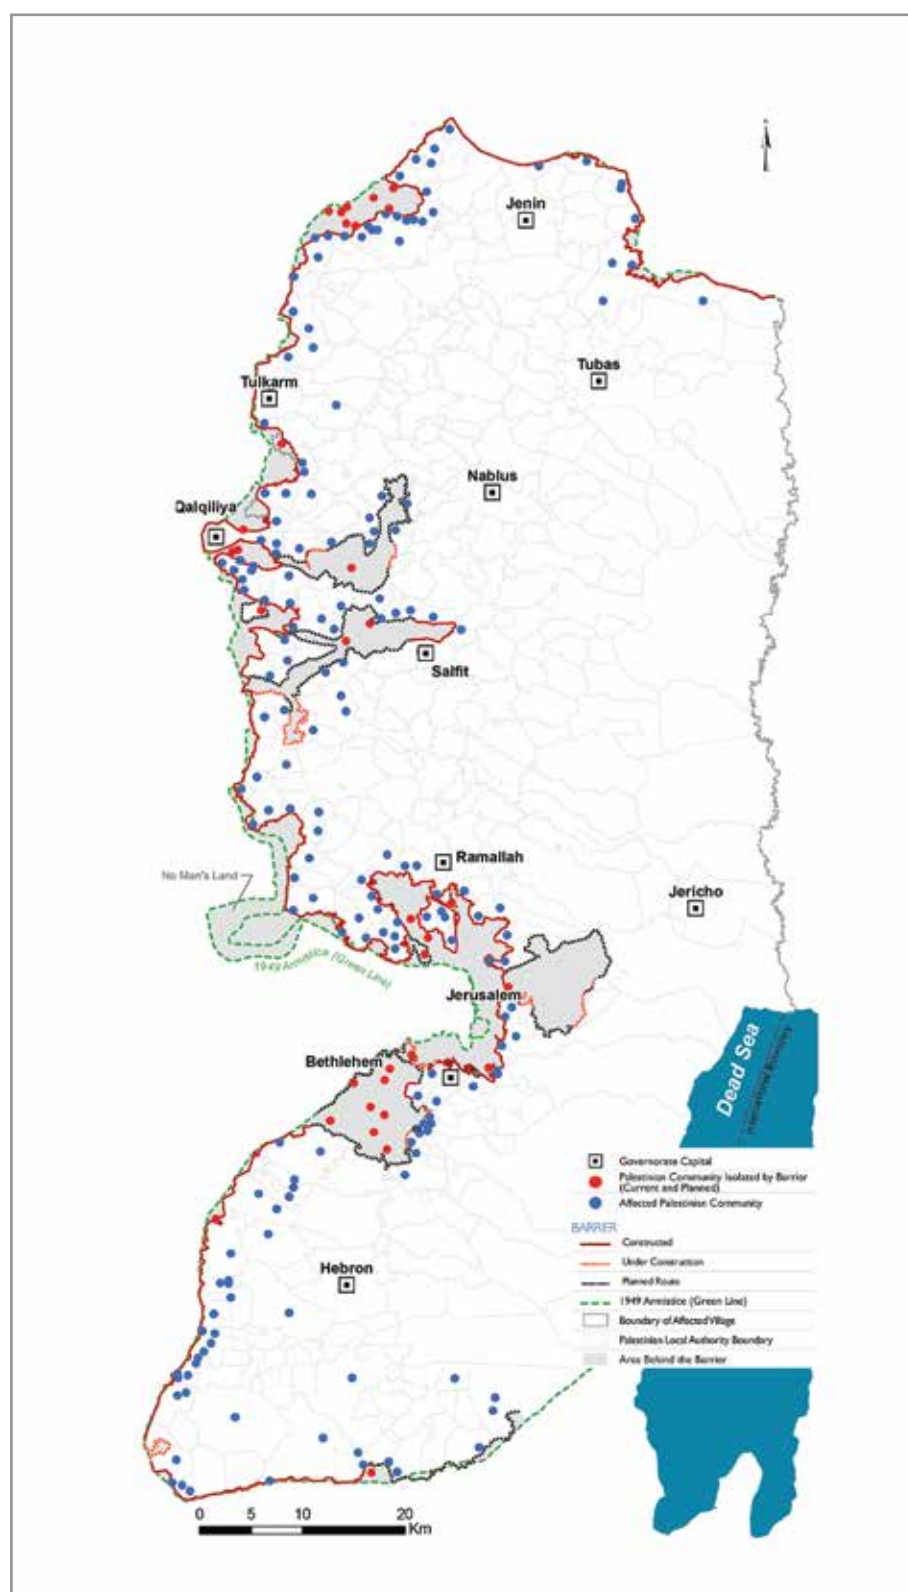 Jenin
Tubas
Tulkarm
Nablus
Qalqiliya
Salfit
Ramallah
No Man's Land
Jericho
1949 Armistice (Green Line)
Jerusalem
Bethlehem
Dead Sea
International Boundary
Governorate Capital
Palestinian Community Isolated by Barrier
(Current and Planned)
Affected Palestinian Community
BARRIER
Constructed
Under Construction
Planned Route
1949 Armistice (Green Line)
Boundary of Affected Village
Palestinian Local Authority Boundary
Area Behind the Barrier
Hebron
0 5 10 20
Km